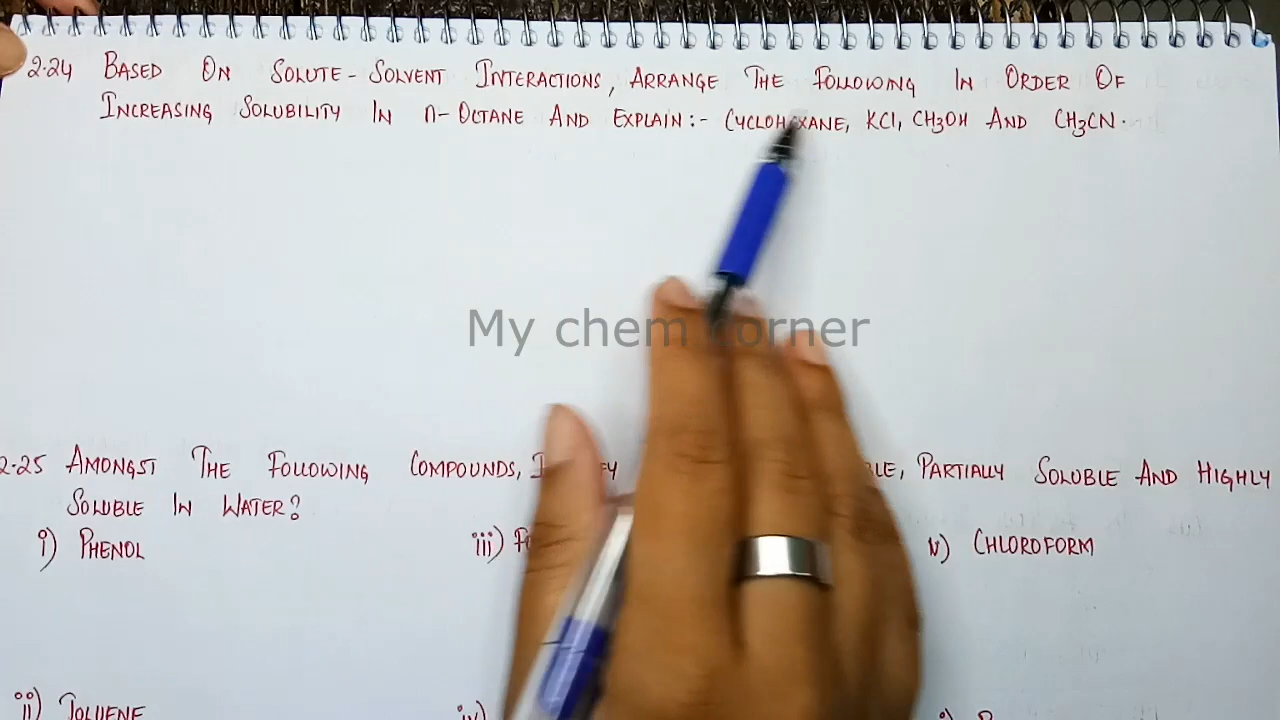 2.24 BASED ON SOLUTE - SOLVENT INTERACTIONS, ARRANGE THE FOLLOWING IN ORDER OF
INCREASING SOLUBILITY IN n-OCTANE AND EXPLAIN:- KCl, CH3OH AND CH3CN.
My chem corner
2.25 AMONGST THE FOLLOWING COMPOUNDS, PARTIALLY SOLUBLE AND HIGHLY
SOLUBLE IN WATER?
i) PHENOL iii) v) CHLOROFORM
ii) TOLUENE iv)